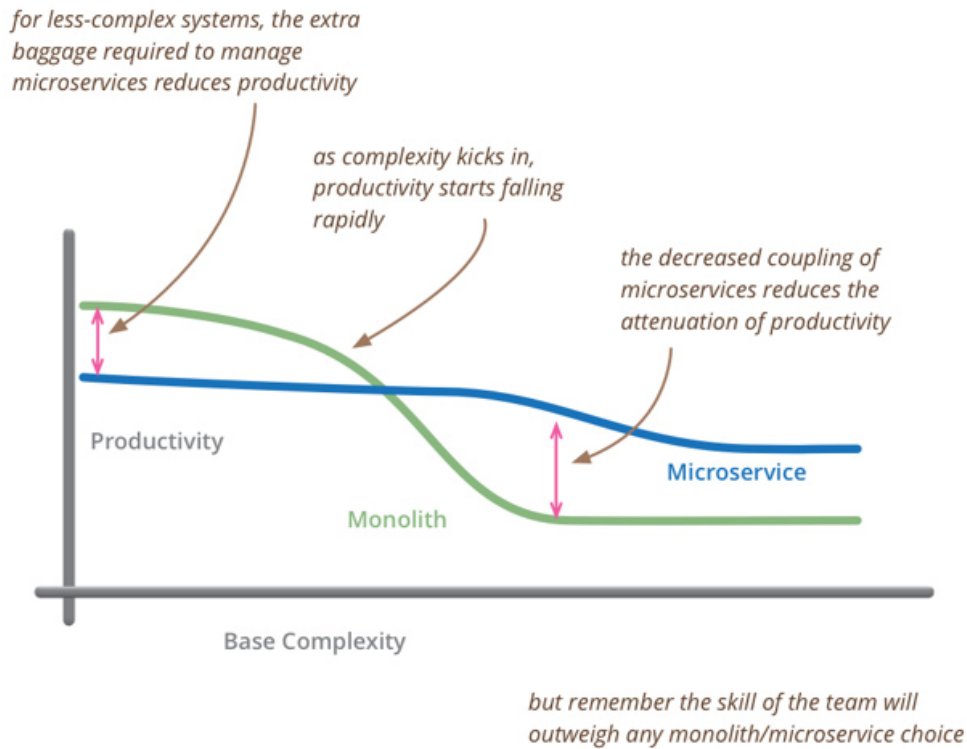 for less-complex systems, the extra
baggage required to manage
microservices reduces productivity
as complexity kicks in,
productivity starts falling
rapidly
the decreased coupling of
microservices reduces the
attenuation of productivity
Productivity
Microservice
Monolith
Base Complexity
but remember the skill of the team will
outweigh any monolith/microservice choice